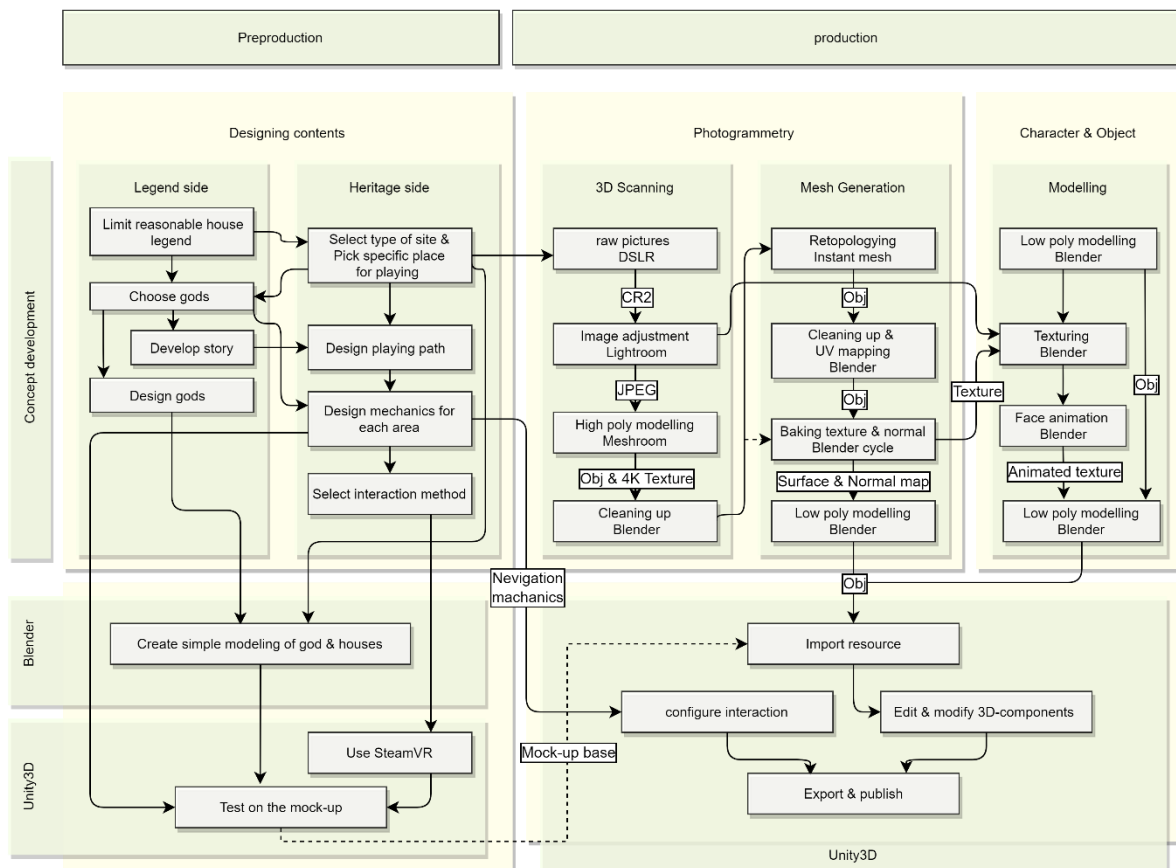 Preproduction
production
Designing contents
Photogrammetry
Character & Object
Concept development
Legend side
Heritage side
3D Scanning
Mesh Generation
Modelling
Limit reasonable house
legend
Select type of site &
Pick specific place
for playing
raw pictures
DSLR
Retopologying
Instant mesh
Low poly modelling
Blender
Choose gods
CR2
Obj
Develop story
Design playing path
Image adjustment
Lightroom
Cleaning up &
UV mapping
Blender
Texturing
Blender
Design gods
JPEG
Obj
Texture
Obj
Design mechanics for
each area
High poly modelling
Meshroom
Baking texture & normal
Blender cycle
Face animation
Blender
Obj & 4K Texture
Surface & Normal map
Animated texture
Select interaction method
Cleaning up
Blender
Low poly modelling
Blender
Low poly modelling
Blender
Nevigation
machanics
Obj
Blender
Create simple modeling of god & houses
Import resource
configure interaction
Edit & modify 3D-components
Unity3D
Use SteamVR
Mock-up base
Test on the mock-up
Export & publish
Unity3D